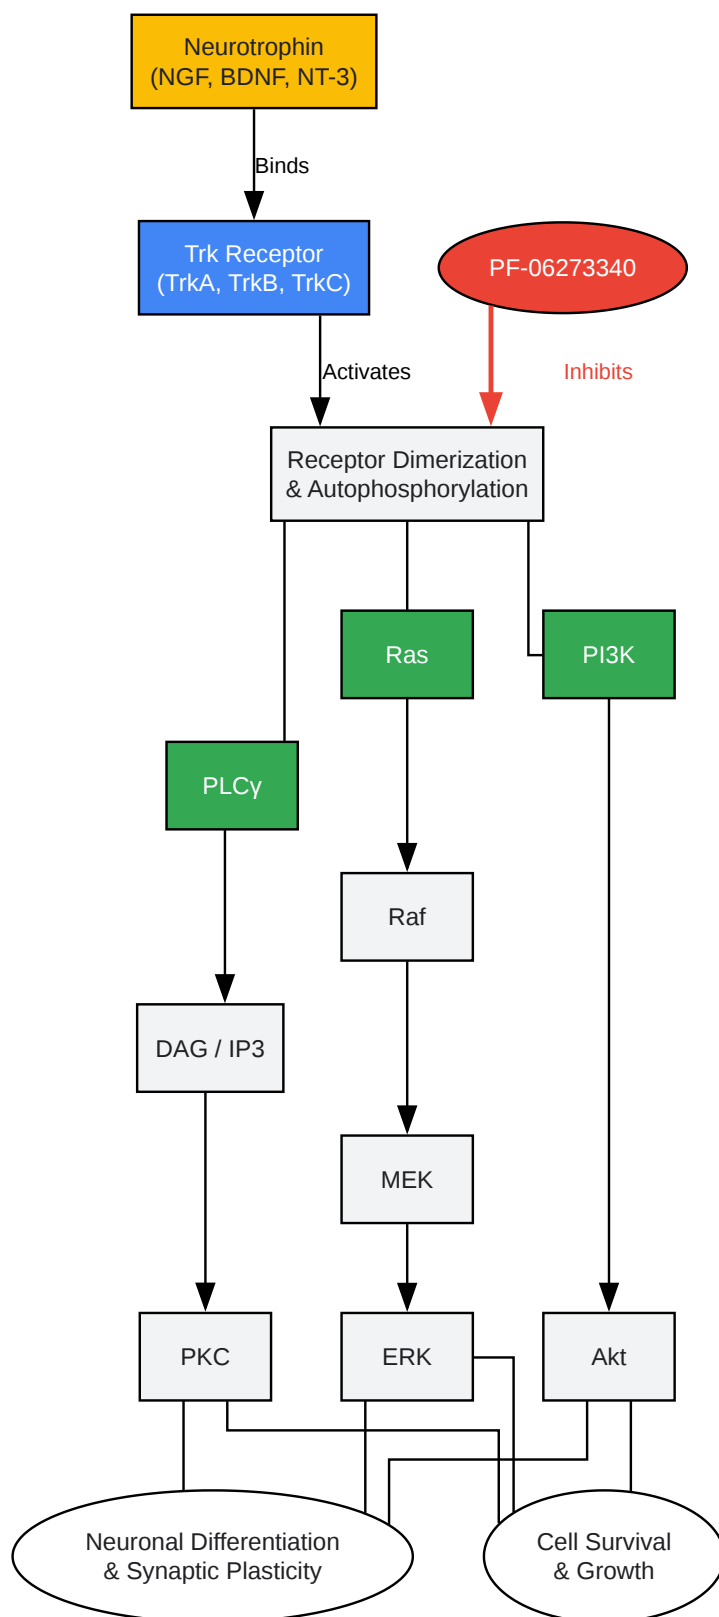 Neurotrophin
(NGF, BDNF, NT-3)
Binds
Trk Receptor
(TrkA, TrkB, TrkC)
PF-06273340
Activates
Inhibits
Receptor Dimerization
& Autophosphorylation
Ras
PI3K
PLCγ
Raf
DAG / IP3
MEK
PKC
ERK
Akt
Neuronal Differentiation
& Synaptic Plasticity
Cell Survival
& Growth